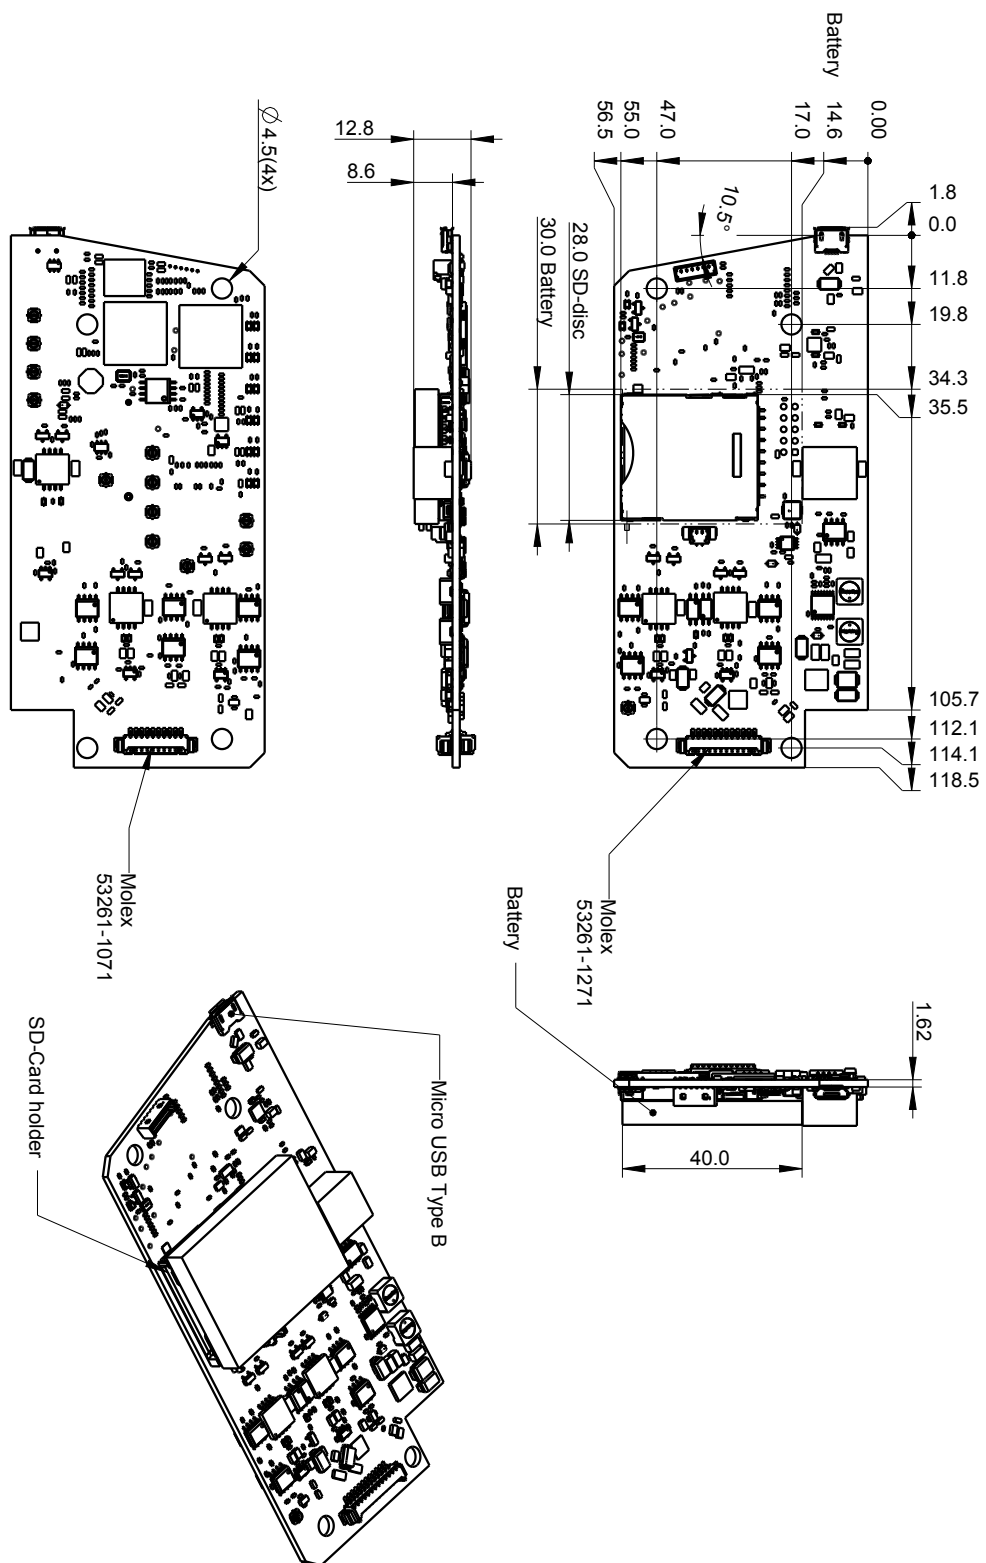 Battery
0.00
14.6
17.0
47.0
55.0
56.5
1.8
0.0
11.8
19.8
34.3
35.5
105.7
112.1
114.1
118.5
10.5°
28.0 SD-disc
30.0 Battery
12.8
8.6
⌀ 4.5(4x)
Molex
53261-1071
Molex
53261-1271
Battery
1.62
40.0
Micro USB Type B
SD-Card holder